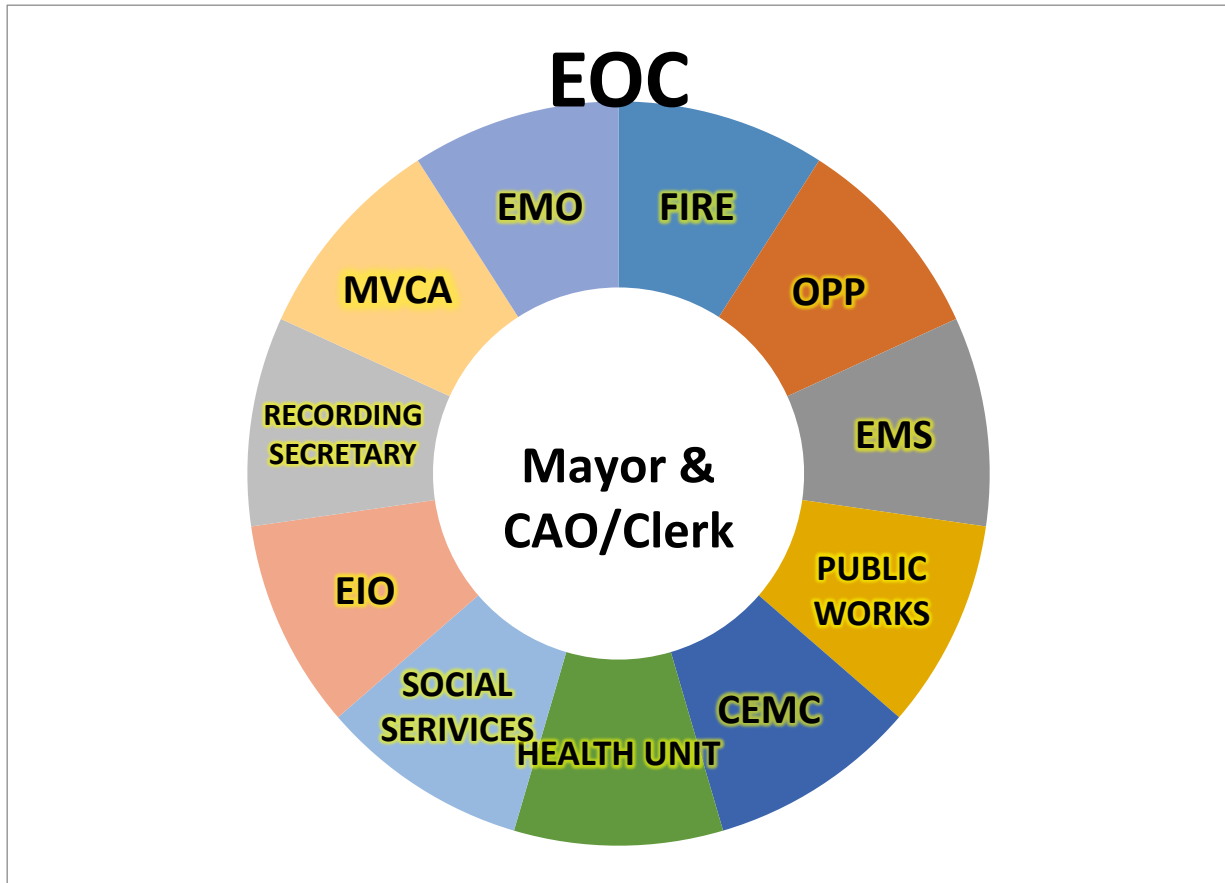 EOC
EMO
FIRE
MVCA
OPP
RECORDING
SECRETARY
EMS
Mayor &
CAO/Clerk
EIO
PUBLIC
WORKS
SOCIAL
SERIVICES
CEMC
HEALTH UNIT